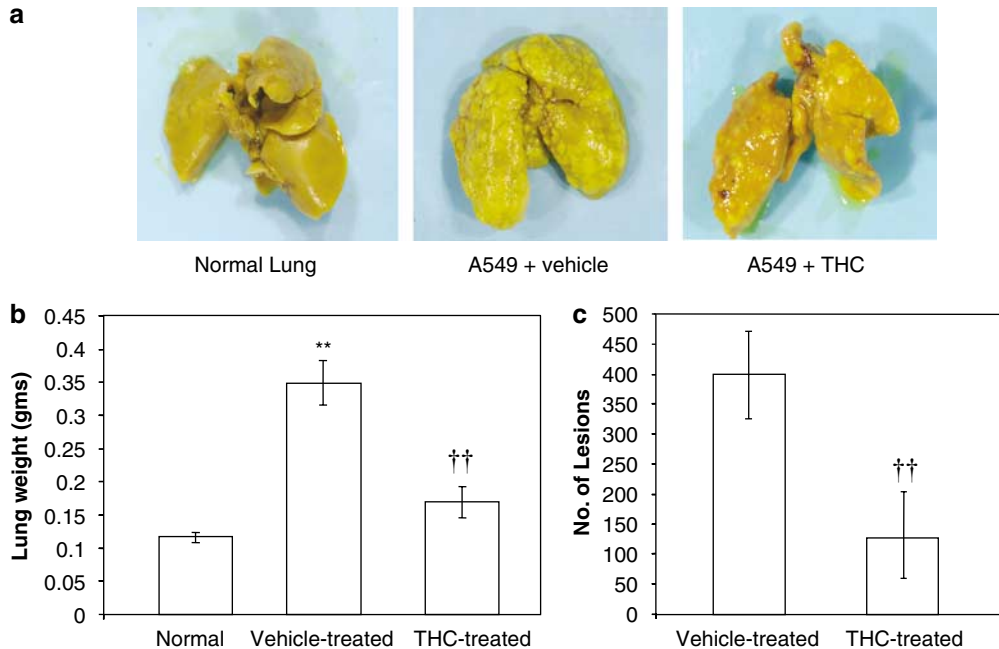 a
Normal Lung
A549 + vehicle
A549 + THC
b
Lung weight (gms)
0.45
0.4
0.35
0.3
0.25
0.2
0.15
0.1
0.05
0
**
††
Normal
Vehicle-treated
THC-treated
c
No. of Lesions
500
450
400
350
300
250
200
150
100
50
0
††
Vehicle-treated
THC-treated